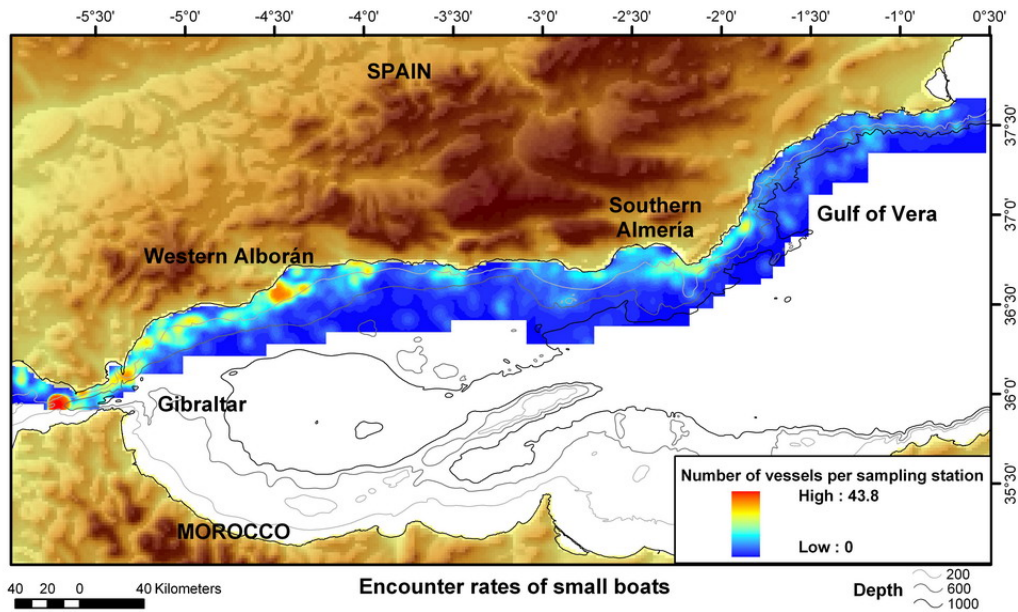 -5°30' -5°0' -4°30' -4°0' -3°30' -3°0' -2°30' -2°0' -1°30' -1°0' 0°30'
SPAIN
37°30'
Southern
Almería
37°0'
Gulf of Vera
Western Alborán
36°30'
Gibraltar
36°0'
Number of vessels per sampling station
High : 43.8
Low : 0
35°30'
MOROCCO
40 20 0 40 Kilometers
Encounter rates of small boats
Depth
200
600
1000